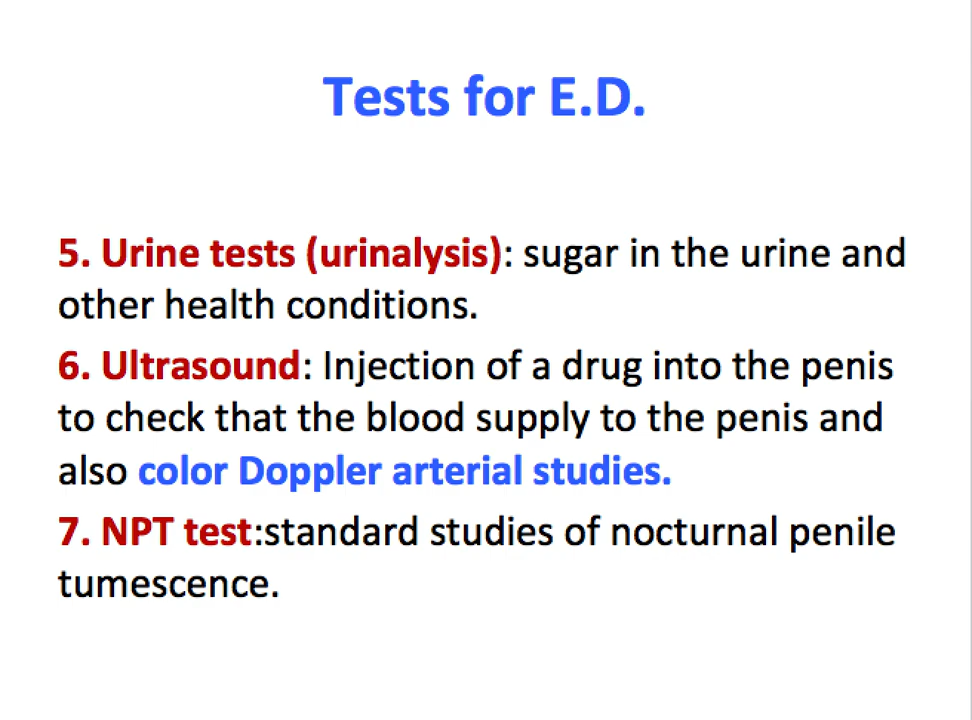 Tests for E.D.
5. Urine tests (urinalysis): sugar in the urine and
other health conditions.
6. Ultrasound: Injection of a drug into the penis
to check that the blood supply to the penis and
also color Doppler arterial studies.
7. NPT test:standard studies of nocturnal penile
tumescence.